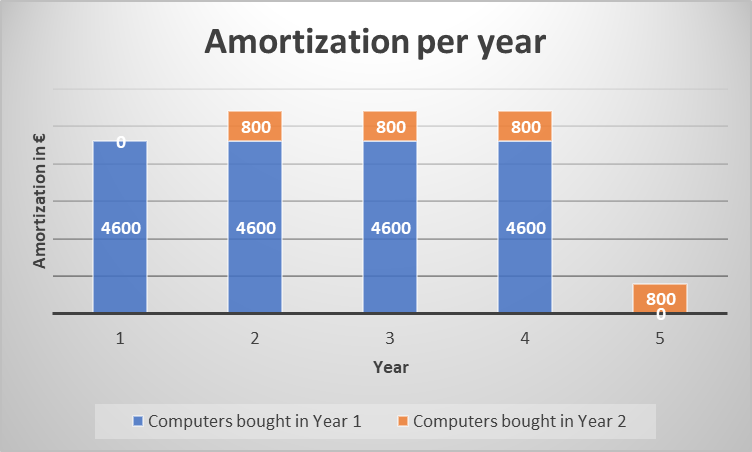 Amortization per year
Amortization in €
0 800 800 800
4600 4600 4600 4600 800
0
1 2 3 4 5
Year
Computers bought in Year 1 Computers bought in Year 2